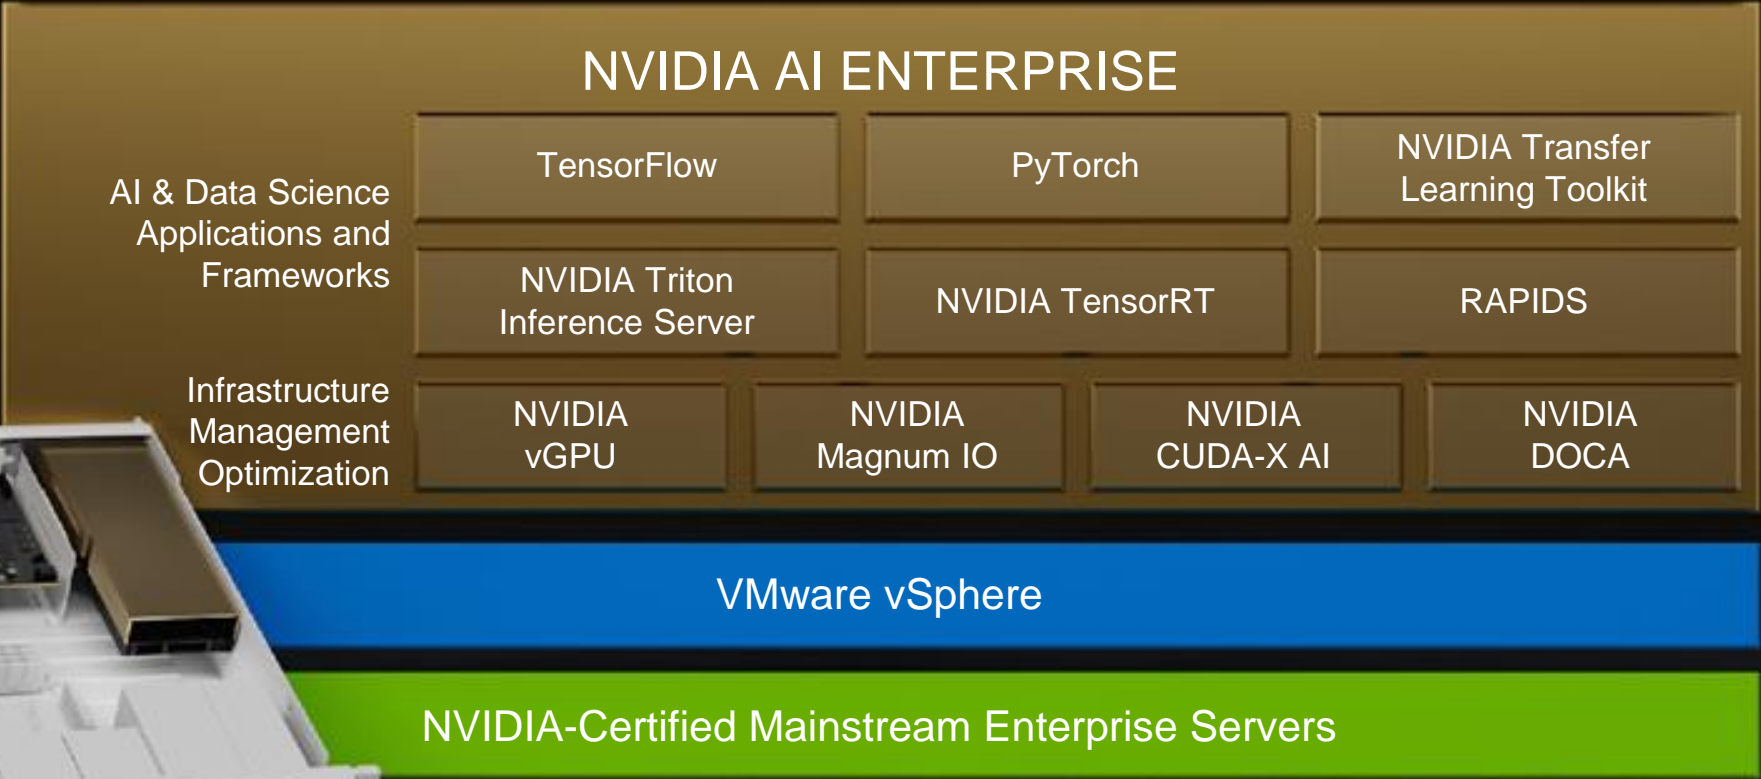 NVIDIA AI ENTERPRISE
AI & Data Science
Applications and
Frameworks
TensorFlow
PyTorch
NVIDIA Transfer
Learning Toolkit
NVIDIA Triton
Inference Server
NVIDIA TensorRT
RAPIDS
Infrastructure
Management
Optimization
NVIDIA
vGPU
NVIDIA
Magnum IO
NVIDIA
CUDA-X AI
NVIDIA
DOCA
VMware vSphere
NVIDIA-Certified Mainstream Enterprise Servers